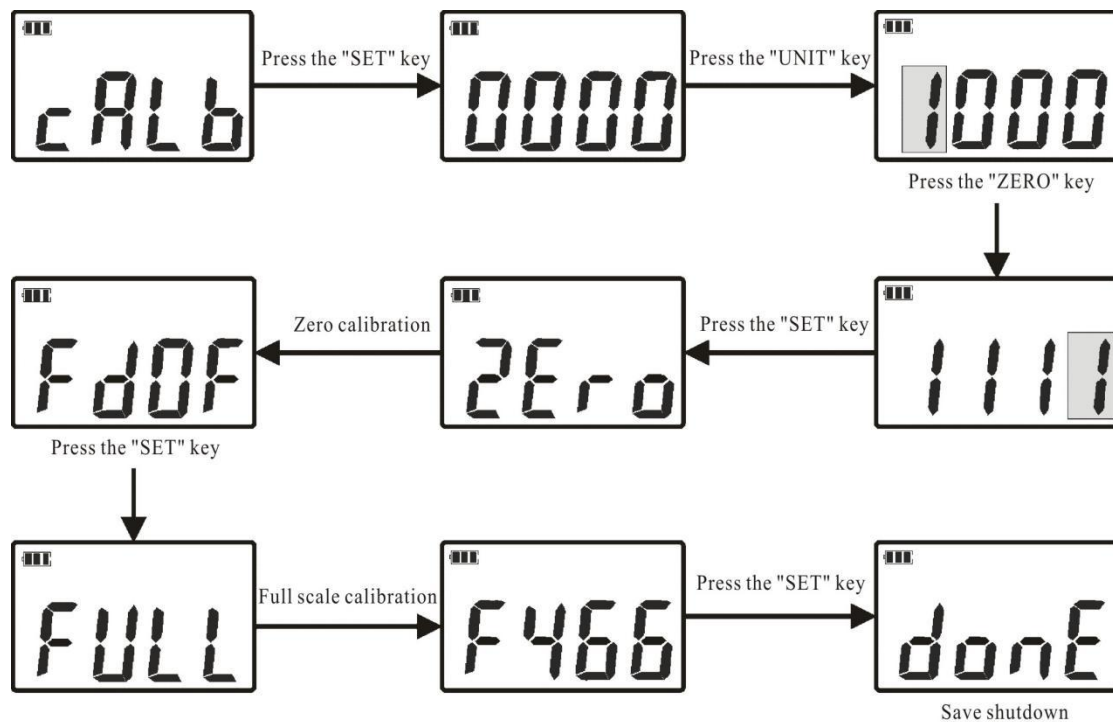 cALb
Press the "SET" key
0000
Press the "UNIT" key
1000
Press the "ZERO" key
1111
Press the "SET" key
2Ero
Zero calibration
Fd0F
Press the "SET" key
FULL
Full scale calibration
F466
Press the "SET" key
donE
Save shutdown